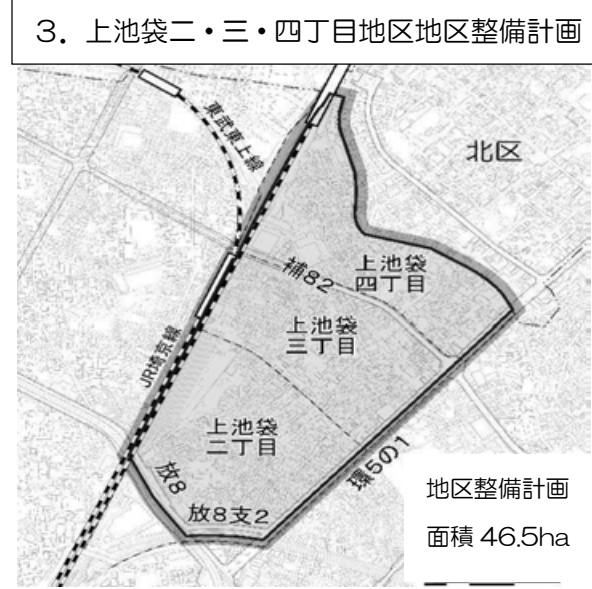 3．上池袋二・三・四丁目地区地区整備計画
東武東上線
北区
上池袋
四丁目
補82
上池袋
三丁目
JR埼京線
上池袋
二丁目
環5の1
放8
放8支2
地区整備計画
面積 46.5ha